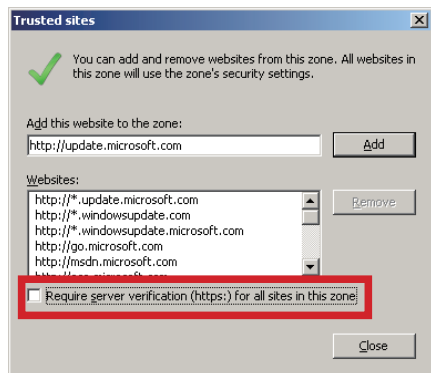 Trusted sites
You can add and remove websites from this zone. All websites in
this zone will use the zone's security settings.
Add this website to the zone:
http://update.microsoft.com
Add
Websites:
http://*.update.microsoft.com
http://*.windowsupdate.com
http://*.windowsupdate.microsoft.com
http://go.microsoft.com
http://msdn.microsoft.com
Remove
Require server verification (https:) for all sites in this zone
Close